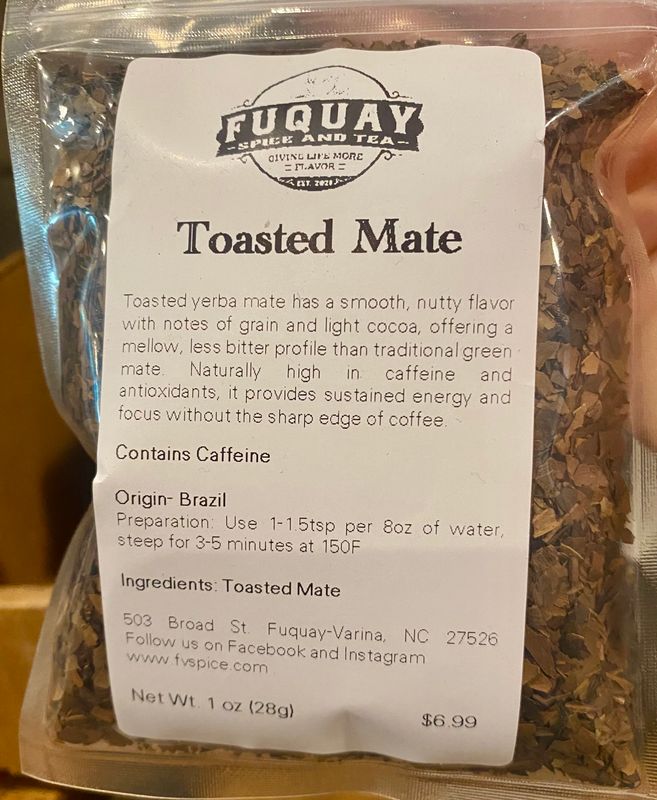 FUQUAY
SPICE AND TEA
GIVING LIFE MORE
FLAVOR
EST. 2021
Toasted Mate
Toasted yerba mate has a smooth, nutty flavor
with notes of grain and light cocoa, offering a
mellow, less bitter profile than traditional green
mate. Naturally high in caffeine and
antioxidants, it provides sustained energy and
focus without the sharp edge of coffee.
Contains Caffeine
Origin- Brazil
Preparation: Use 1-1.5tsp per 8oz of water,
steep for 3-5 minutes at 150F
Ingredients: Toasted Mate
503 Broad St. Fuquay-Varina, NC 27526
Follow us on Facebook and Instagram
www.fvspice.com
Net Wt. 1 oz (28g)
$6.99